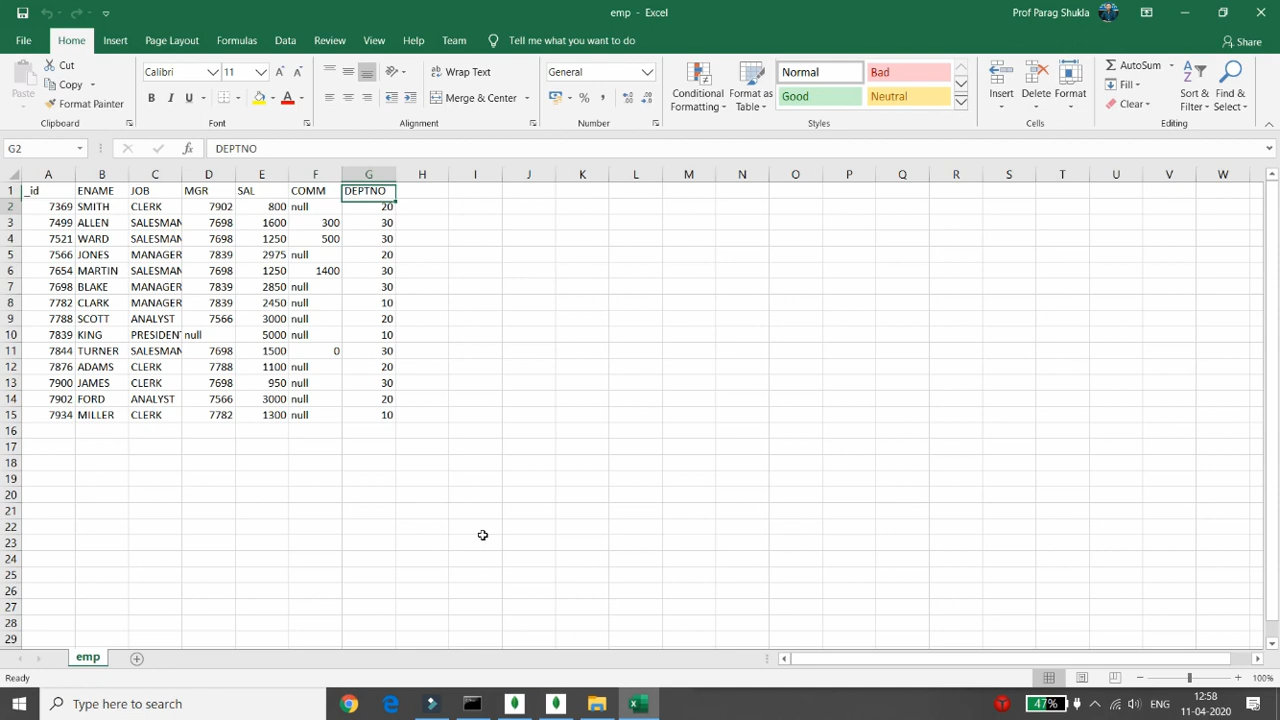 emp - Excel
Prof Parag Shukla
File Home Insert Page Layout Formulas Data Review View Help Team Tell me what you want to do Share
Paste
Cut
Copy
Format Painter
Clipboard
Calibri 11
B I U A
Font
Wrap Text
Merge & Center
Alignment
General
% ,
Number
Conditional Formatting
Format as Table
Normal Bad
Good Neutral
Styles
Insert Delete Format
Cells
AutoSum
Fill
Clear
Sort & Filter
Find & Select
Editing
G2 fx DEPTNO
A B C D E F G H I J K L M N O P Q R S T U V W
1 _id ENAME JOB MGR SAL COMM DEPTNO
2 7369 SMITH CLERK 7902 800 null 20
3 7499 ALLEN SALESMAN 7698 1600 300 30
4 7521 WARD SALESMAN 7698 1250 500 30
5 7566 JONES MANAGER 7839 2975 null 20
6 7654 MARTIN SALESMAN 7698 1250 1400 30
7 7698 BLAKE MANAGER 7839 2850 null 30
8 7782 CLARK MANAGER 7839 2450 null 10
9 7788 SCOTT ANALYST 7566 3000 null 20
10 7839 KING PRESIDENT null 5000 null 10
11 7844 TURNER SALESMAN 7698 1500 0 30
12 7876 ADAMS CLERK 7788 1100 null 20
13 7900 JAMES CLERK 7698 950 null 30
14 7902 FORD ANALYST 7566 3000 null 20
15 7934 MILLER CLERK 7782 1300 null 10
16
17
18
19
20
21
22
23
24
25
26
27
28
29
emp
Ready
100%
Type here to search
47%
ENG
12:58
11-04-2020